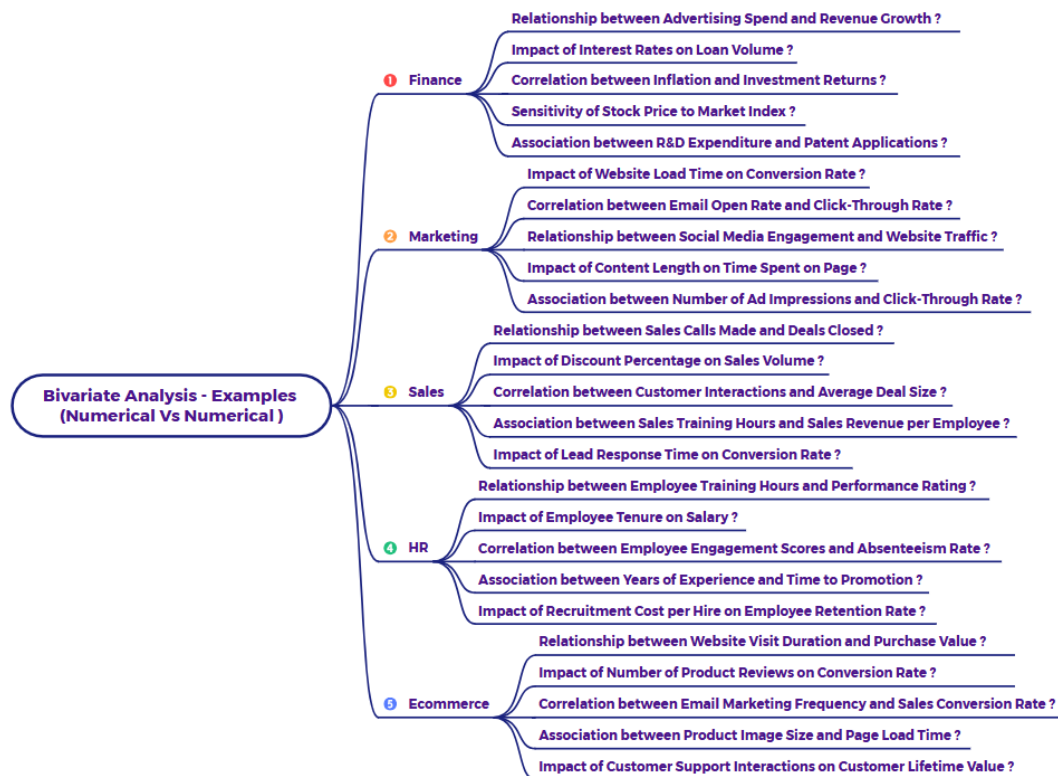 Bivariate Analysis - Examples
(Numerical Vs Numerical )
1 Finance
Relationship between Advertising Spend and Revenue Growth ?
Impact of Interest Rates on Loan Volume ?
Correlation between Inflation and Investment Returns ?
Sensitivity of Stock Price to Market Index ?
Association between R&D Expenditure and Patent Applications ?
2 Marketing
Impact of Website Load Time on Conversion Rate ?
Correlation between Email Open Rate and Click-Through Rate ?
Relationship between Social Media Engagement and Website Traffic ?
Impact of Content Length on Time Spent on Page ?
Association between Number of Ad Impressions and Click-Through Rate ?
3 Sales
Relationship between Sales Calls Made and Deals Closed ?
Impact of Discount Percentage on Sales Volume ?
Correlation between Customer Interactions and Average Deal Size ?
Association between Sales Training Hours and Sales Revenue per Employee ?
Impact of Lead Response Time on Conversion Rate ?
4 HR
Relationship between Employee Training Hours and Performance Rating ?
Impact of Employee Tenure on Salary ?
Correlation between Employee Engagement Scores and Absenteeism Rate ?
Association between Years of Experience and Time to Promotion ?
Impact of Recruitment Cost per Hire on Employee Retention Rate ?
5 Ecommerce
Relationship between Website Visit Duration and Purchase Value ?
Impact of Number of Product Reviews on Conversion Rate ?
Correlation between Email Marketing Frequency and Sales Conversion Rate ?
Association between Product Image Size and Page Load Time ?
Impact of Customer Support Interactions on Customer Lifetime Value ?